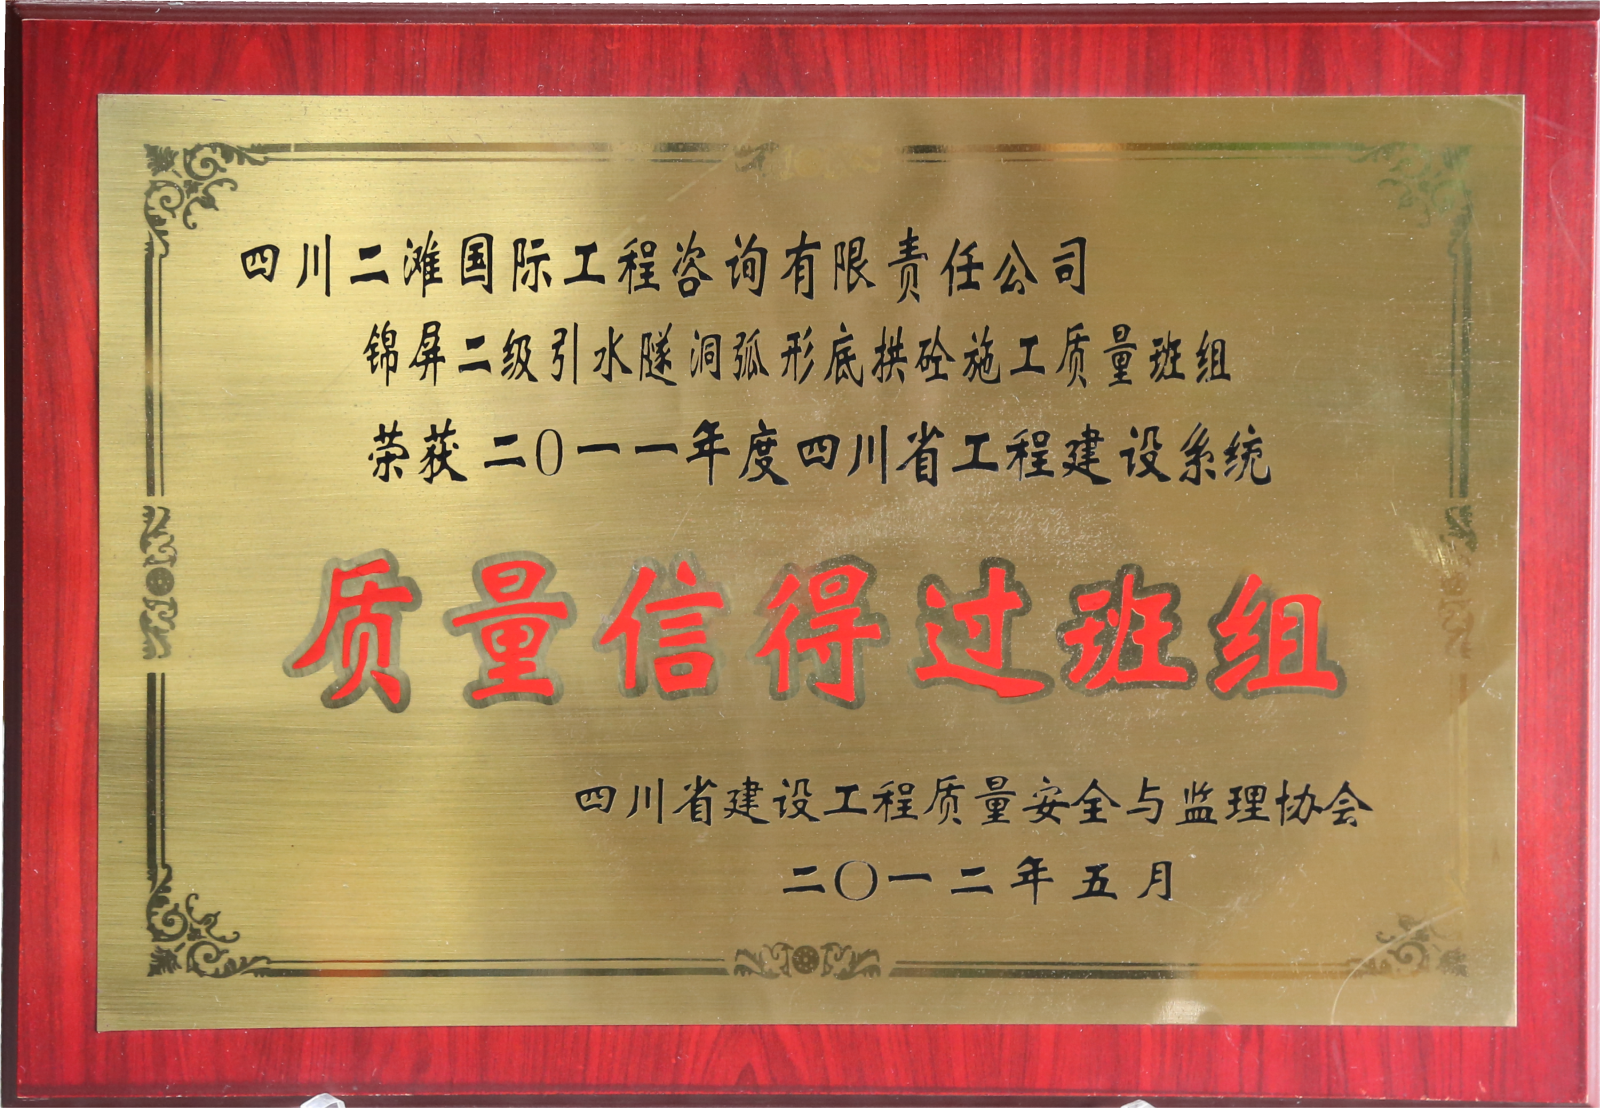 四川二滩国际工程咨询有限责任公司
锦屏二级引水隧洞弧形底拱砼施工质量班组
荣获二〇一一年度四川省工程建设系统
质量信得过班组
四川省建设工程质量安全与监理协会
二〇一二年五月